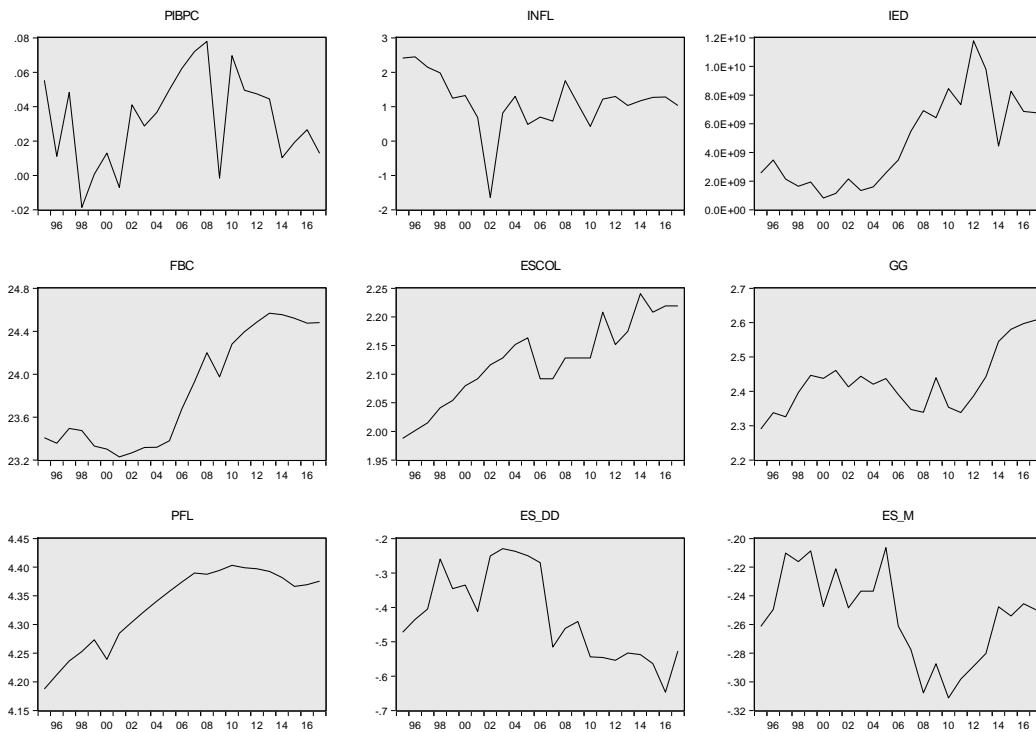 PIBPC
.08
.06
.04
.02
.00
-.02
96 98 00 02 04 06 08 10 12 14 16
INFL
3
2
1
0
-1
-2
96 98 00 02 04 06 08 10 12 14 16
IED
1.2E+10
1.0E+10
8.0E+09
6.0E+09
4.0E+09
2.0E+09
0.0E+00
96 98 00 02 04 06 08 10 12 14 16
FBC
24.8
24.4
24.0
23.6
23.2
96 98 00 02 04 06 08 10 12 14 16
ESCOL
2.25
2.20
2.15
2.10
2.05
2.00
1.95
96 98 00 02 04 06 08 10 12 14 16
GG
2.7
2.6
2.5
2.4
2.3
2.2
96 98 00 02 04 06 08 10 12 14 16
PFL
4.45
4.40
4.35
4.30
4.25
4.20
4.15
96 98 00 02 04 06 08 10 12 14 16
ES_DD
-.2
-.3
-.4
-.5
-.6
-.7
96 98 00 02 04 06 08 10 12 14 16
ES_M
-.20
-.22
-.24
-.26
-.28
-.30
-.32
96 98 00 02 04 06 08 10 12 14 16